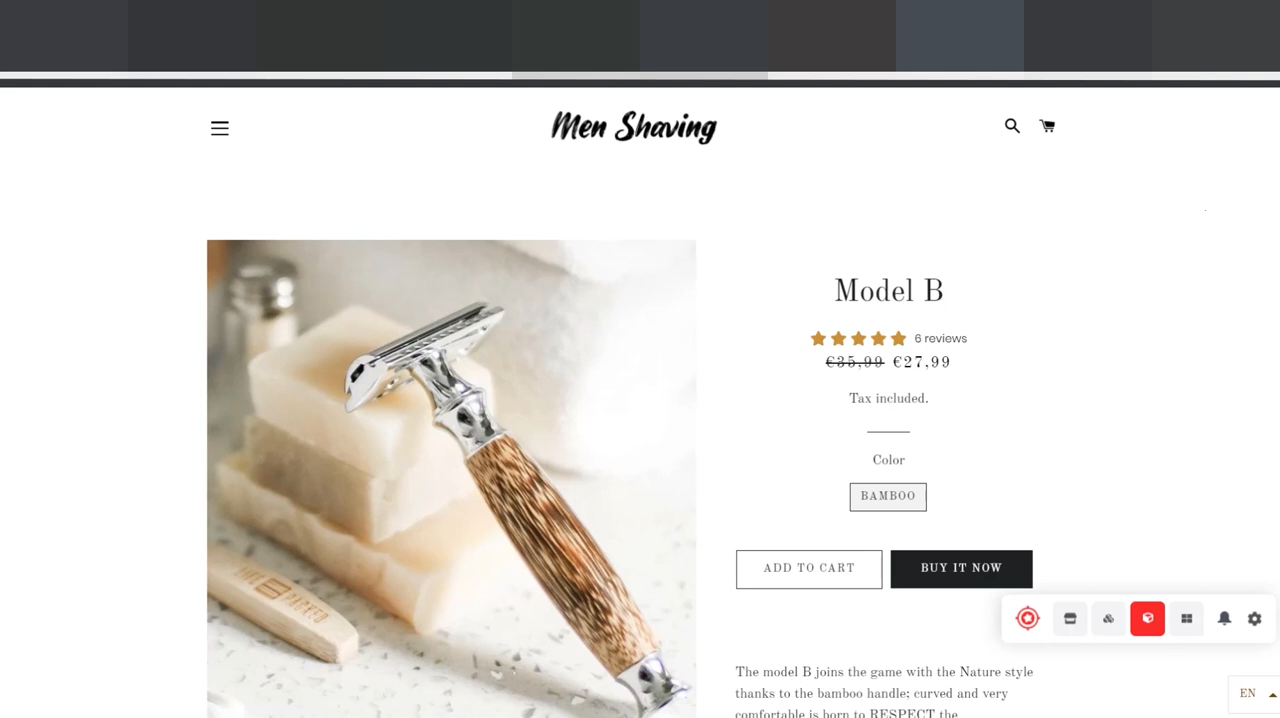 Men Shaving
Model B
6 reviews
€35,99 €27,99
Tax included.
Color
BAMBOO
ADD TO CART
BUY IT NOW
The model B joins the game with the Nature style
thanks to the bamboo handle; curved and very
comfortable is born to RESPECT the
EN